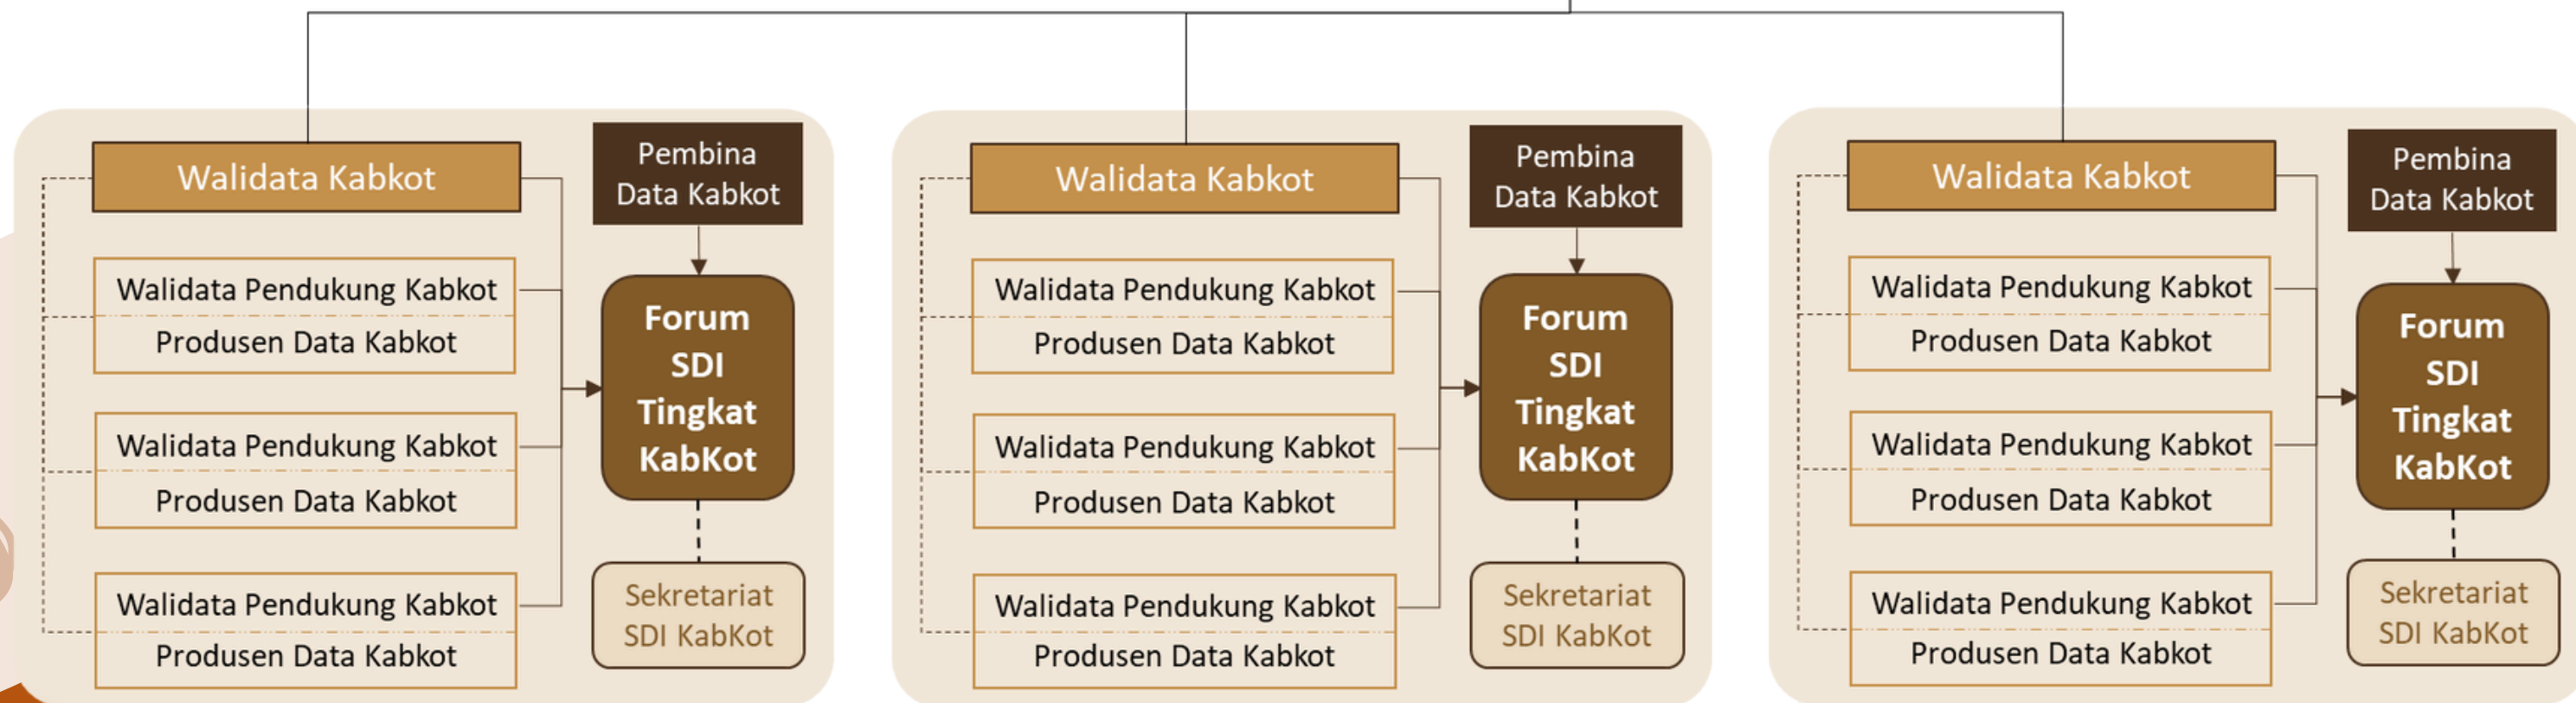 Walidata Kabkot
Pembina
Data Kabkot
Walidata Pendukung Kabkot
Produsen Data Kabkot
Walidata Pendukung Kabkot
Produsen Data Kabkot
Walidata Pendukung Kabkot
Produsen Data Kabkot
Forum
SDI
Tingkat
KabKot
Sekretariat
SDI KabKot
Walidata Kabkot
Pembina
Data Kabkot
Walidata Pendukung Kabkot
Produsen Data Kabkot
Walidata Pendukung Kabkot
Produsen Data Kabkot
Walidata Pendukung Kabkot
Produsen Data Kabkot
Forum
SDI
Tingkat
KabKot
Sekretariat
SDI KabKot
Walidata Kabkot
Pembina
Data Kabkot
Walidata Pendukung Kabkot
Produsen Data Kabkot
Walidata Pendukung Kabkot
Produsen Data Kabkot
Walidata Pendukung Kabkot
Produsen Data Kabkot
Forum
SDI
Tingkat
KabKot
Sekretariat
SDI KabKot